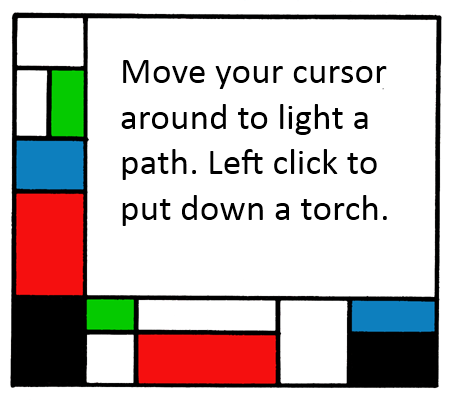 Move your cursor
around to light a
path. Left click to
put down a torch.